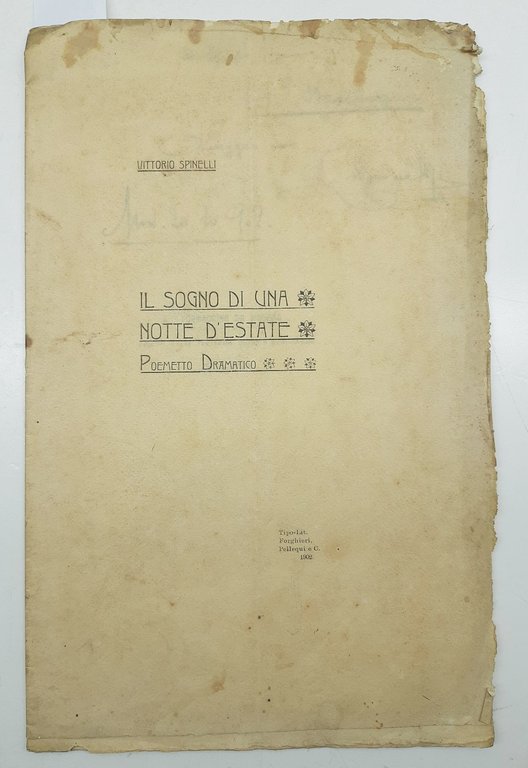 VITTORIO SPINELLI
IL SOGNO DI UNA
NOTTE D'ESTATE
POEMETTO DRAMATICO
Tipo-Lit.
Forghieri,
Pellequi e C.
1902